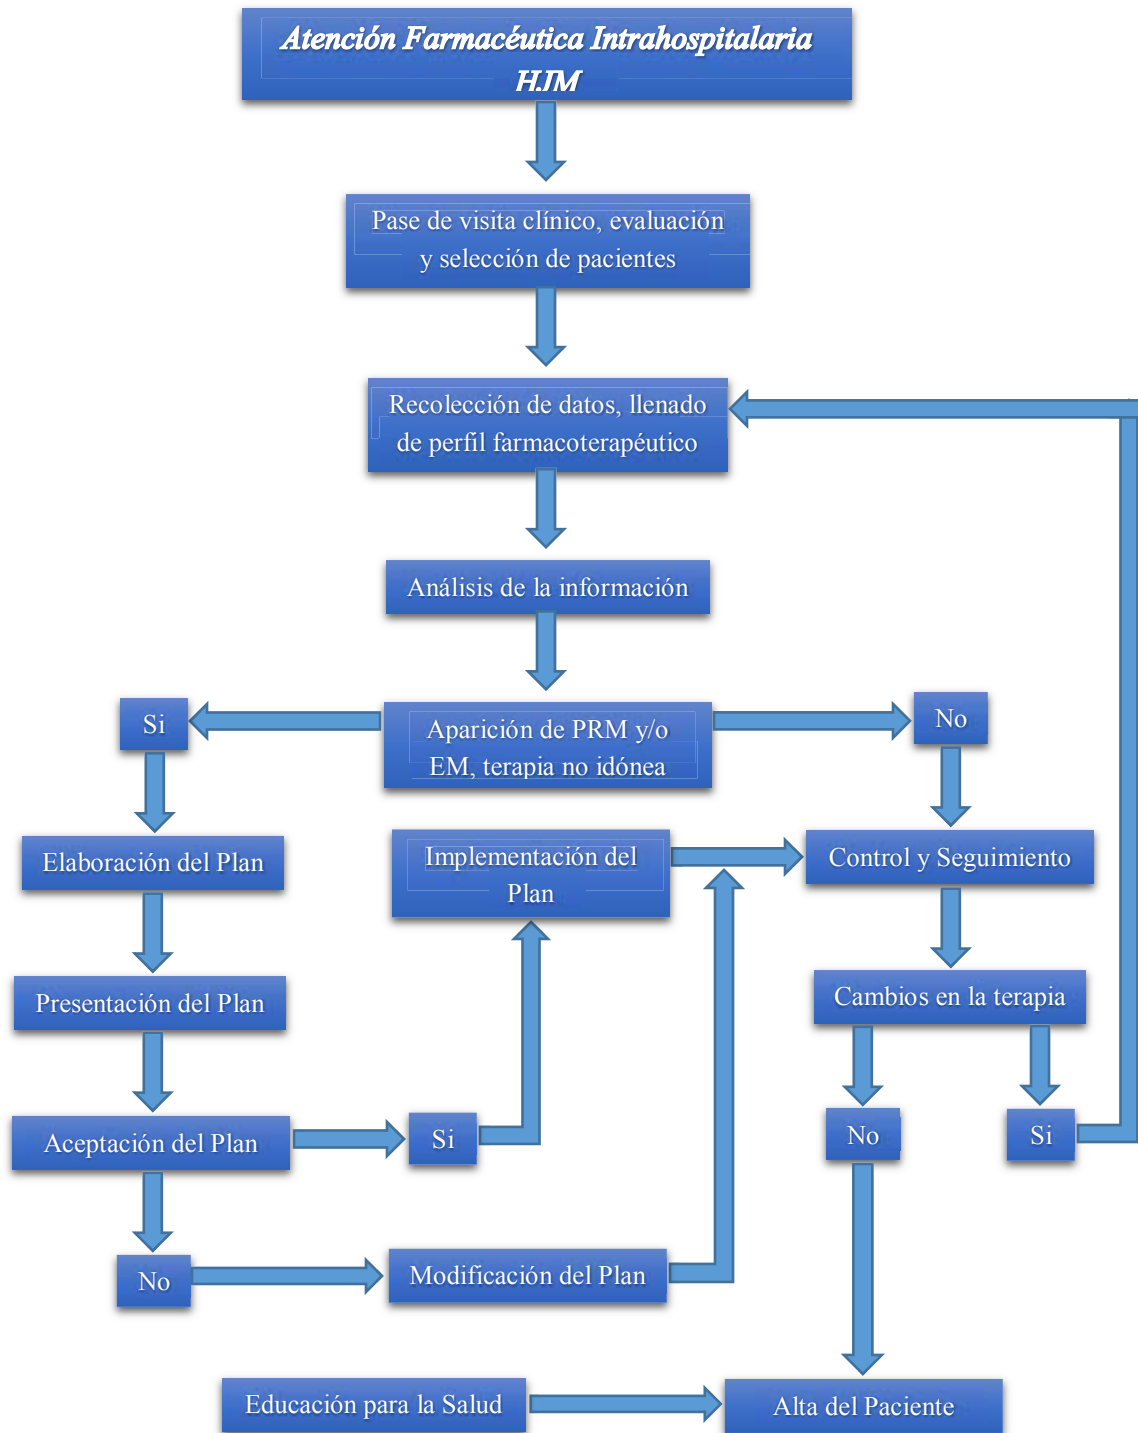 Atención Farmacéutica Intrahospitalaria
HJM
Pase de visita clínico, evaluación
y selección de pacientes
Recolección de datos, llenado
de perfil farmacoterapéutico
Análisis de la información
Si
Aparición de PRM y/o
EM, terapia no idónea
No
Elaboración del Plan
Implementación del
Plan
Control y Seguimiento
Presentación del Plan
Cambios en la terapia
Aceptación del Plan
Si
No
Si
No
Modificación del Plan
Educación para la Salud
Alta del Paciente